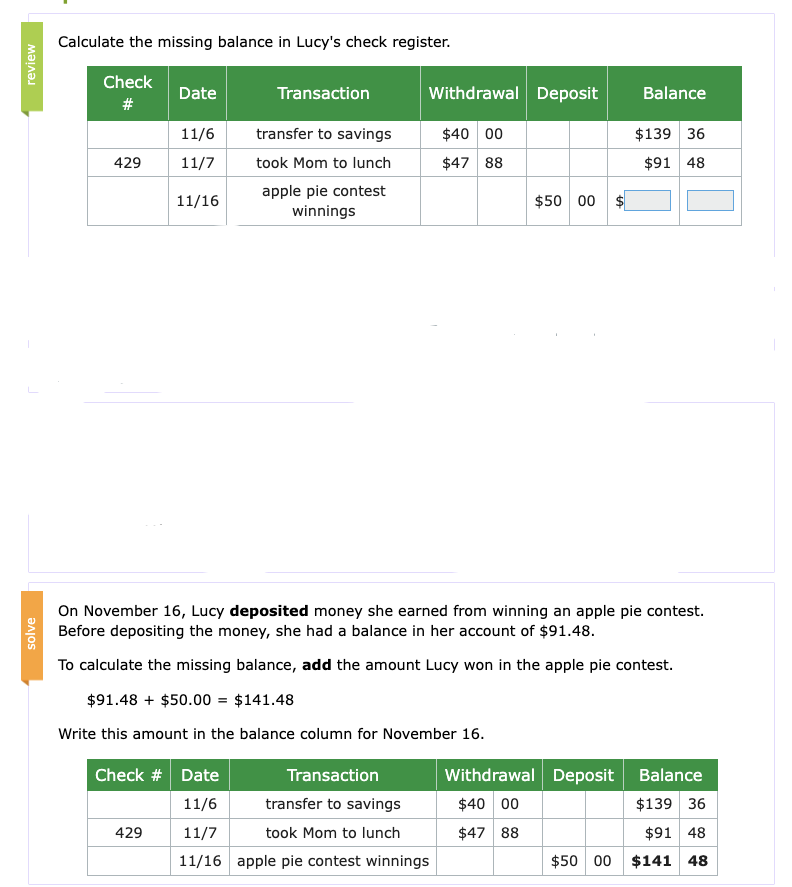 review
Calculate the missing balance in Lucy's check register.
Check # Date Transaction Withdrawal Deposit Balance
11/6 transfer to savings $40 00 $139 36
429 11/7 took Mom to lunch $47 88 $91 48
11/16 apple pie contest winnings $50 00 $
solve
On November 16, Lucy deposited money she earned from winning an apple pie contest.
Before depositing the money, she had a balance in her account of $91.48.
To calculate the missing balance, add the amount Lucy won in the apple pie contest.
$91.48 + $50.00 = $141.48
Write this amount in the balance column for November 16.
Check # Date Transaction Withdrawal Deposit Balance
11/6 transfer to savings $40 00 $139 36
429 11/7 took Mom to lunch $47 88 $91 48
11/16 apple pie contest winnings $50 00 $141 48